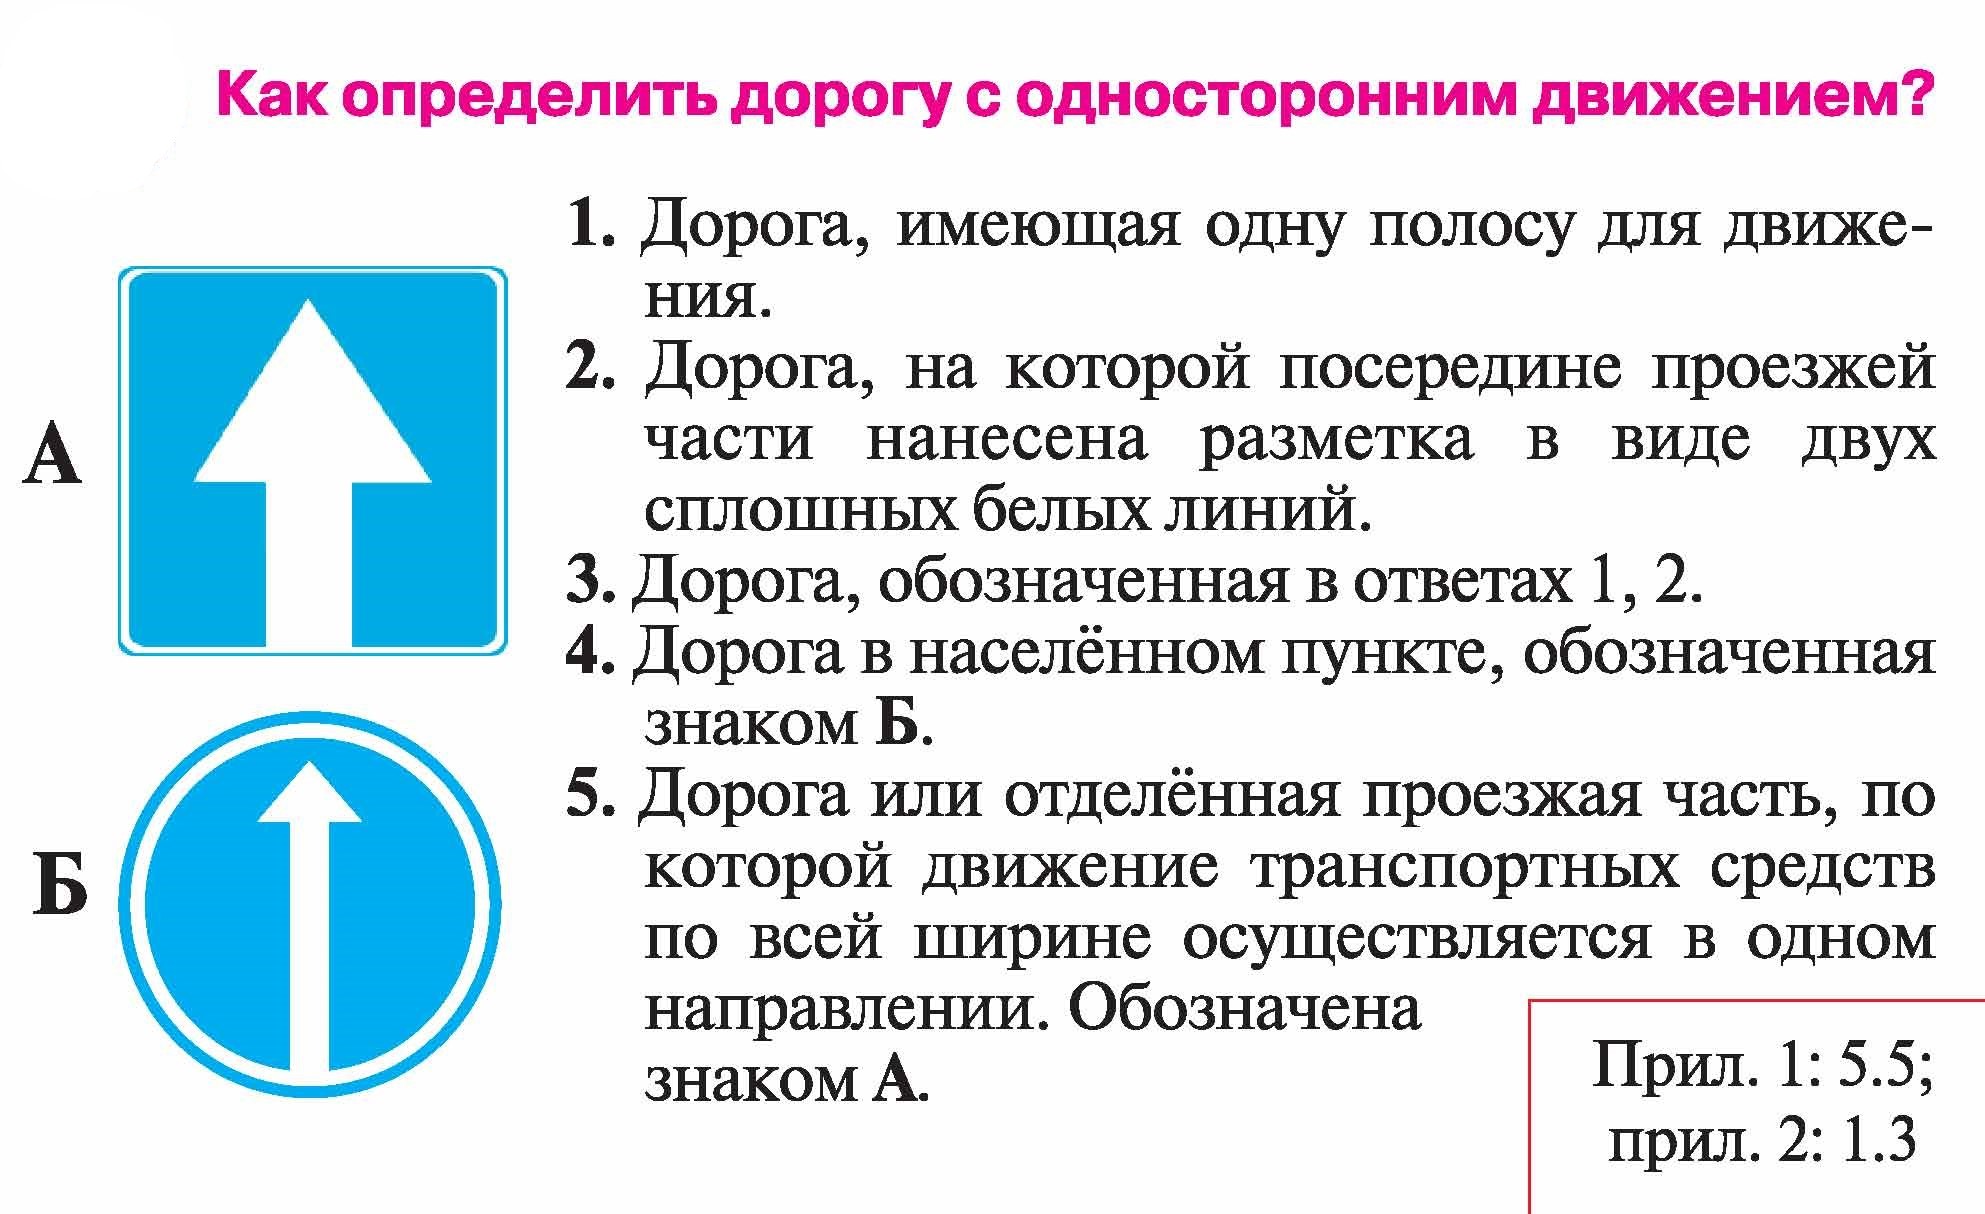 Как определить дорогу с односторонним движением?
1. Дорога, имеющая одну полосу для движе-
ния.
2. Дорога, на которой посередине проезжей
части нанесена разметка в виде двух
сплошных белых линий.
3. Дорога, обозначенная в ответах 1, 2.
4. Дорога в населённом пункте, обозначенная
знаком Б.
5. Дорога или отделённая проезжая часть, по
которой движение транспортных средств
по всей ширине осуществляется в одном
направлении. Обозначена
знаком А.
А
Б
Прил. 1: 5.5;
прил. 2: 1.3